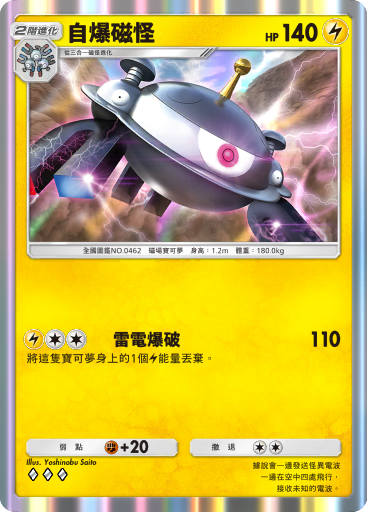 2階進化 自爆磁怪 HP 140
從三合一磁怪進化
全國圖鑑NO.0462 磁場寶可夢 身高：1.2m 體重：180.0kg
雷電爆破 110
將這隻寶可夢身上的1個能量丟棄。
弱點 +20 撤退
Illus. Yoshinobu Saito
據說會一邊發送怪異電波
一邊在空中四處飛行，
接收未知的電波。